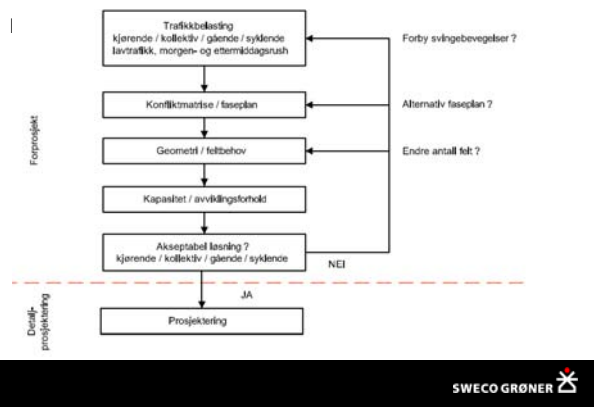 Trafikkbelasting
kjørende / kollektiv / gående / syklende
lavtrafikk, morgen- og ettermiddagsrush
Forby svingebevegelser ?
Konfliktmatrise / faseplan
Alternativ faseplan ?
Forprosjekt
Geometri / feltbehov
Endre antall felt ?
Kapasitet / avviklingsforhold
Akseptabel løsning ?
kjørende / kollektiv / gående / syklende
NEI
JA
Detalj-
prosjektering
Prosjektering
SWECO GRØNER